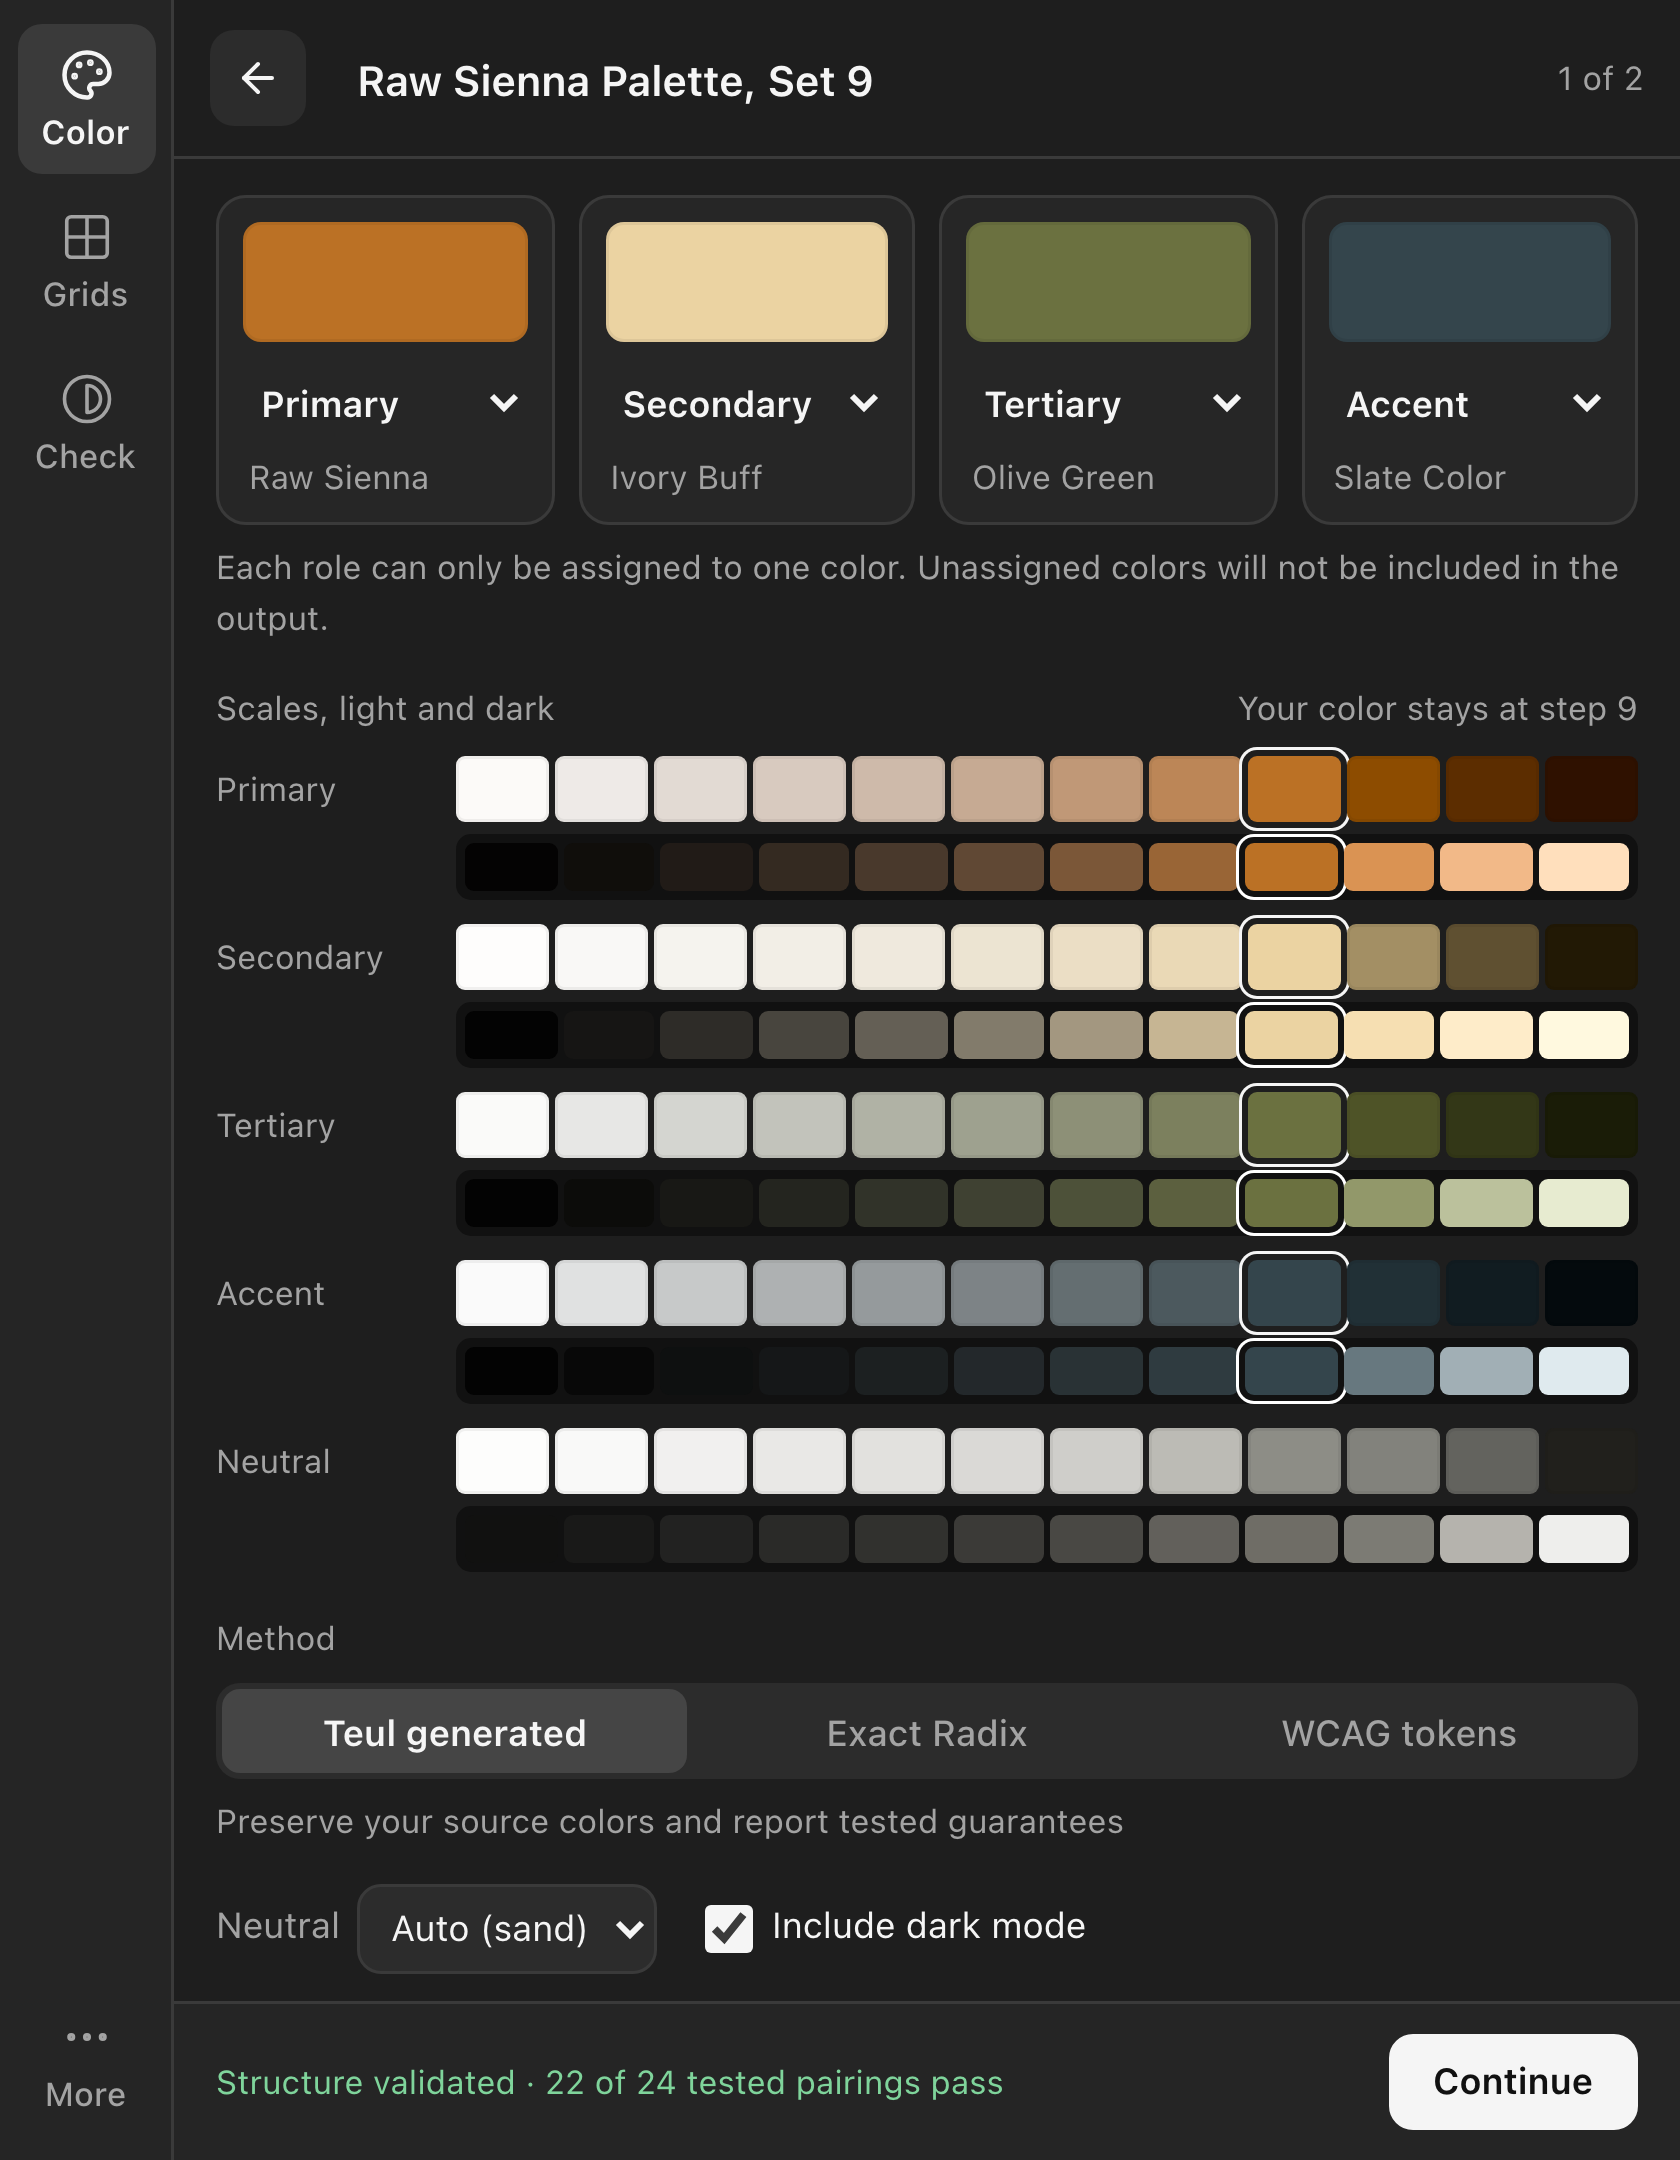 Color
Grids
Check
More
Raw Sienna Palette, Set 9
1 of 2
Primary
Raw Sienna
Secondary
Ivory Buff
Tertiary
Olive Green
Accent
Slate Color
Each role can only be assigned to one color. Unassigned colors will not be included in the
output.
Scales, light and dark
Your color stays at step 9
Primary
Secondary
Tertiary
Accent
Neutral
Method
Teul generated
Exact Radix
WCAG tokens
Preserve your source colors and report tested guarantees
Neutral
Auto (sand)
Include dark mode
Structure validated · 22 of 24 tested pairings pass
Continue